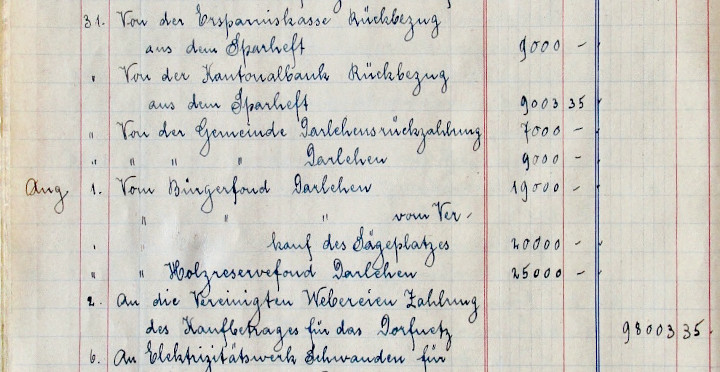 31. Von der Ersparniskasse Rückbezug
aus dem Sparheft 9000 –
" Von der Kantonalbank Rückbezug
aus dem Sparheft 9003 35
" Von der Gemeinde Darlehensrückzahlung 7000 –
" " " " Darlehen 9000 –
Aug. 1. Vom Bürgerfond Darlehen 19000 –
" " " vom Ver-
" kauf des Sägeplatzes 20000 –
" " Holzreservefond Darlehen 25000 –
2. An die Vereinigten Webereien Zahlung
des Kaufbetrages für das Dorfnetz 98003 35
6. An Elektrizitätswerk Schwanden für